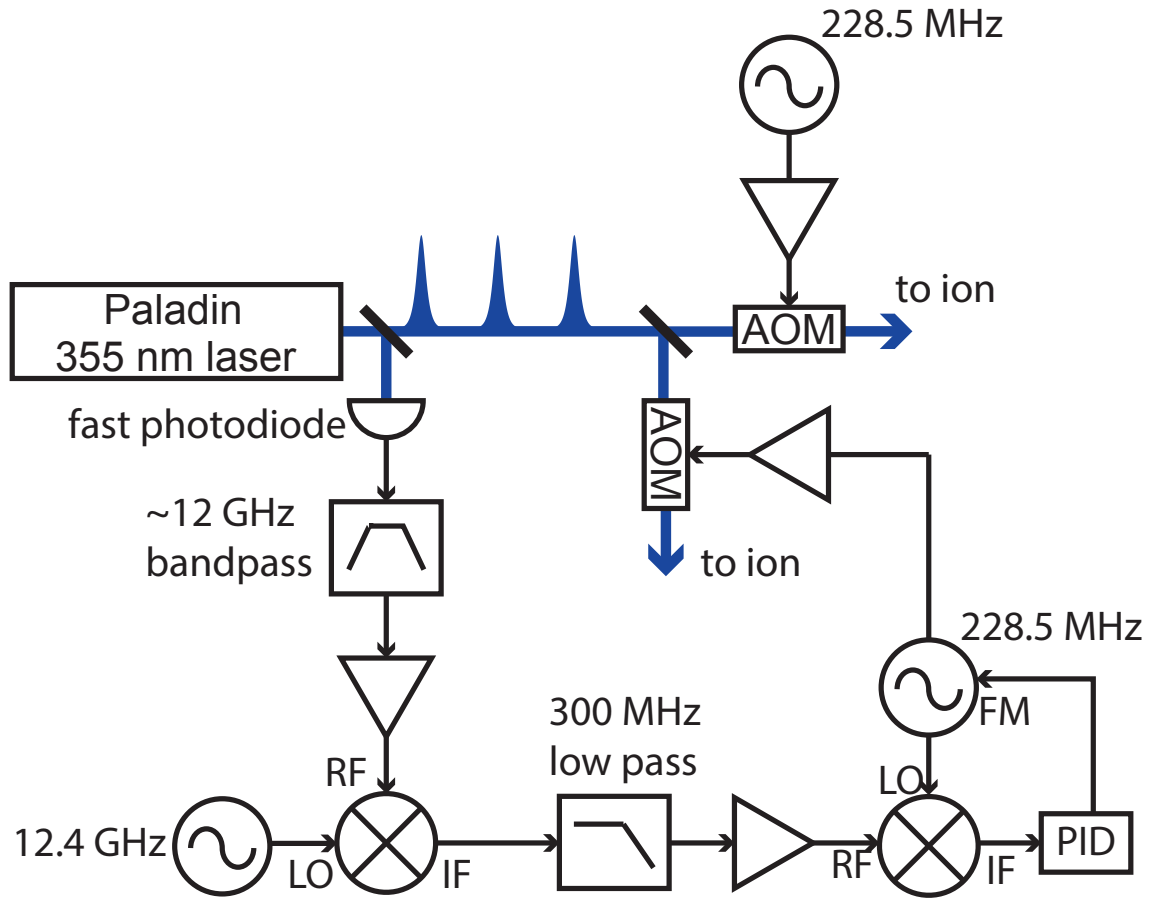 228.5 MHz
to ion
Paladin
355 nm laser
AOM
fast photodiode
AOM
~12 GHz
bandpass
to ion
228.5 MHz
FM
300 MHz
low pass
RF
LO
12.4 GHz
LO
IF
RF
IF
PID